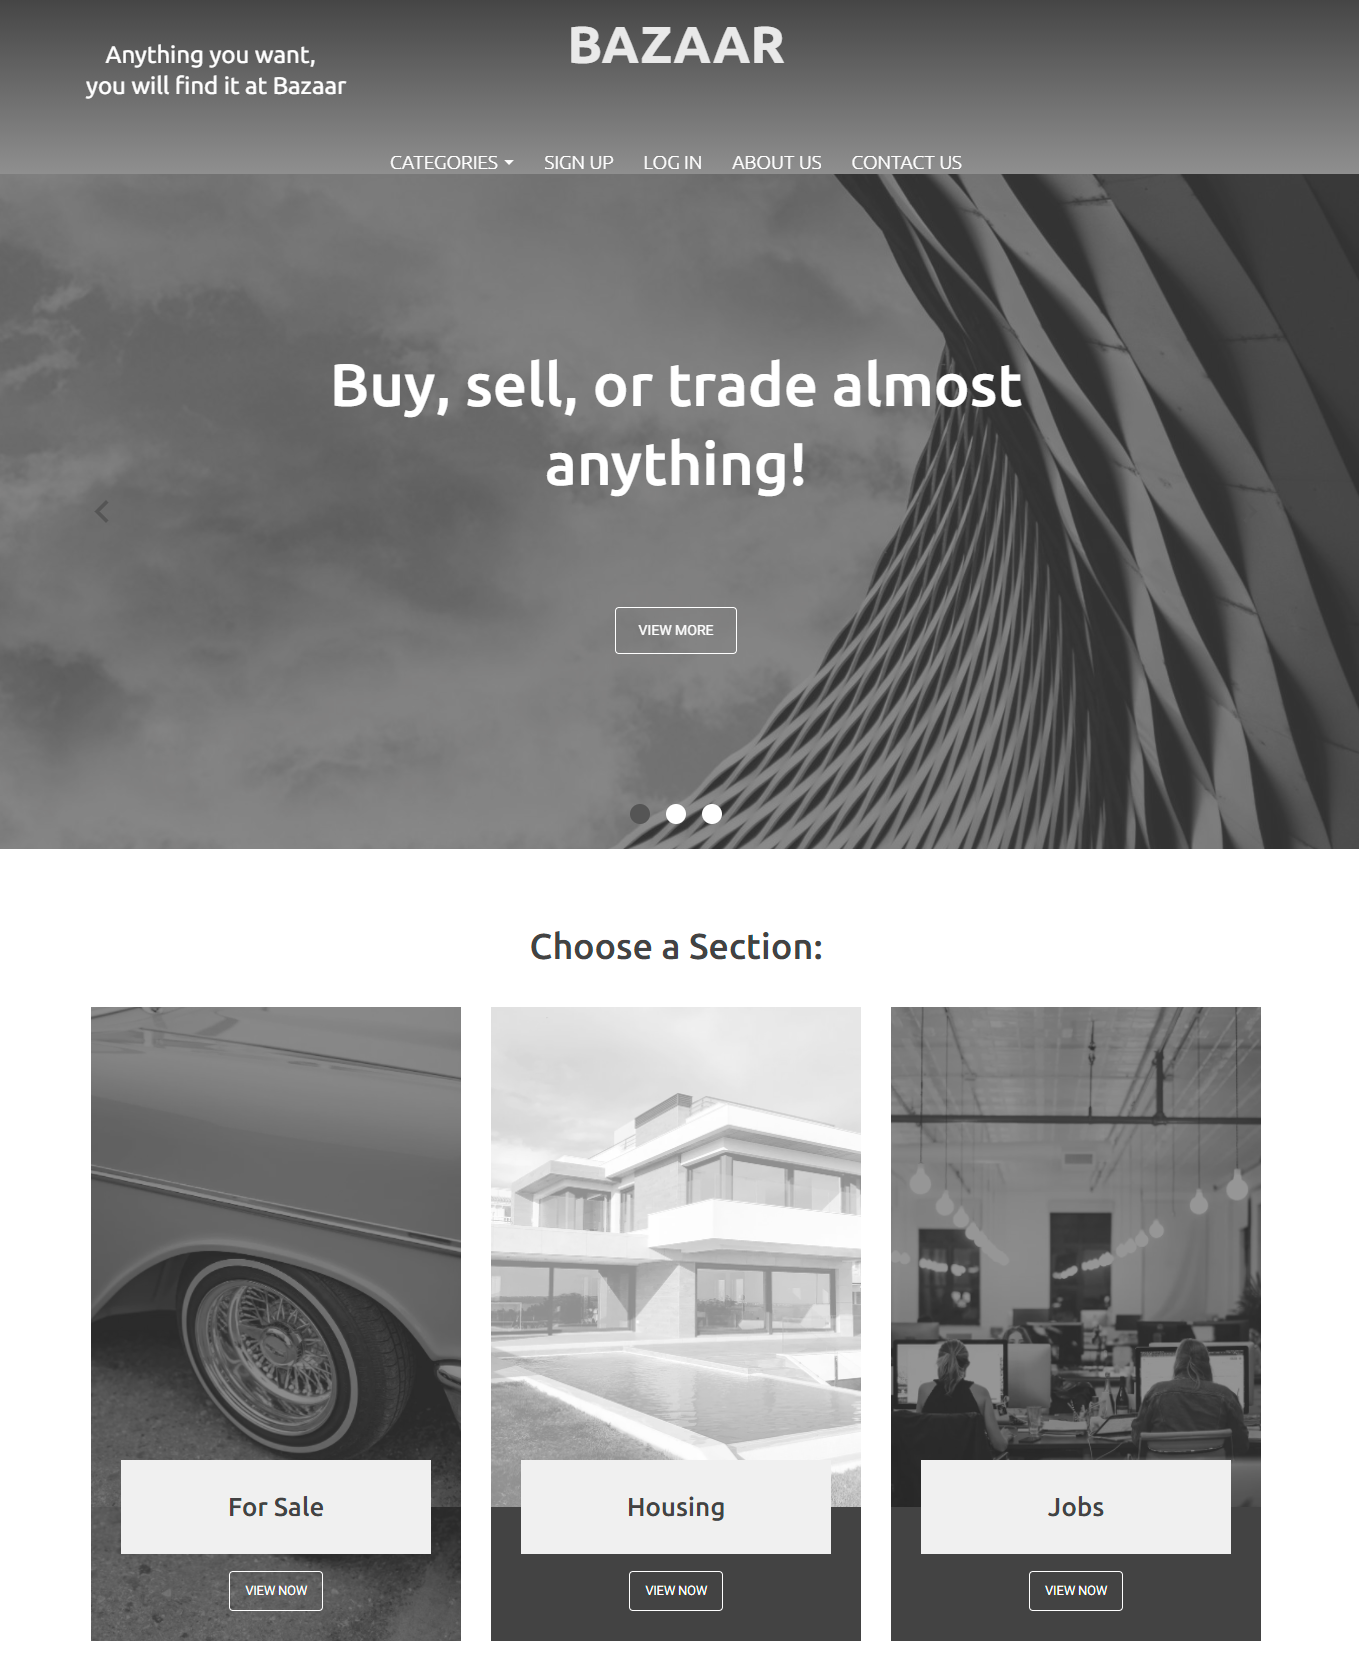 BAZAAR
Anything you want,
you will find it at Bazaar
CATEGORIES SIGN UP LOG IN ABOUT US CONTACT US
Buy, sell, or trade almost
anything!
VIEW MORE
Choose a Section:
For Sale
VIEW NOW
Housing
VIEW NOW
Jobs
VIEW NOW